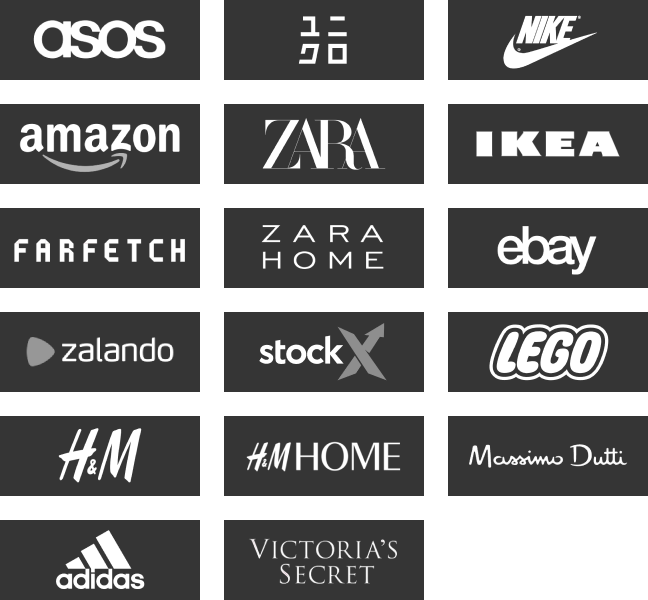 asos
ユニ
クロ
NIKE
amazon
ZARA
IKEA
FARFETCH
ZARA
HOME
ebay
zalando
stockX
LEGO
H&M
H&M HOME
Massimo Dutti
adidas
VICTORIA'S
SECRET